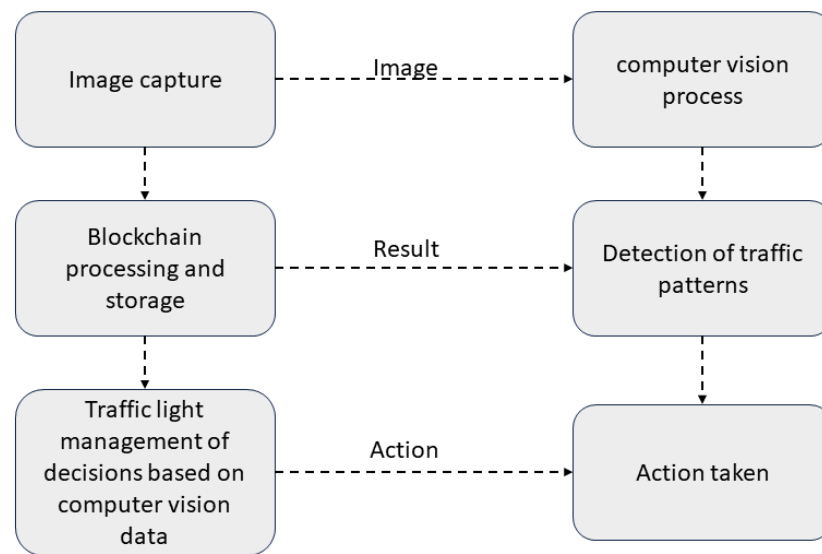 Image capture
Image
computer vision
process
Blockchain
processing and
storage
Result
Detection of traffic
patterns
Traffic light
management of
decisions based on
computer vision
data
Action
Action taken